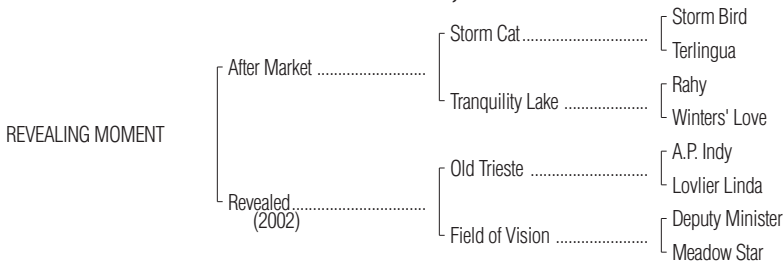 Storm Bird
Storm Cat..................................
Terlingua
After Market ..........................
Rahy
Tranquility Lake ....................
Winters' Love
REVEALING MOMENT
A.P. Indy
Old Trieste ............................
Lovlier Linda
Revealed................................
(2002)
Deputy Minister
Field of Vision ......................
Meadow Star